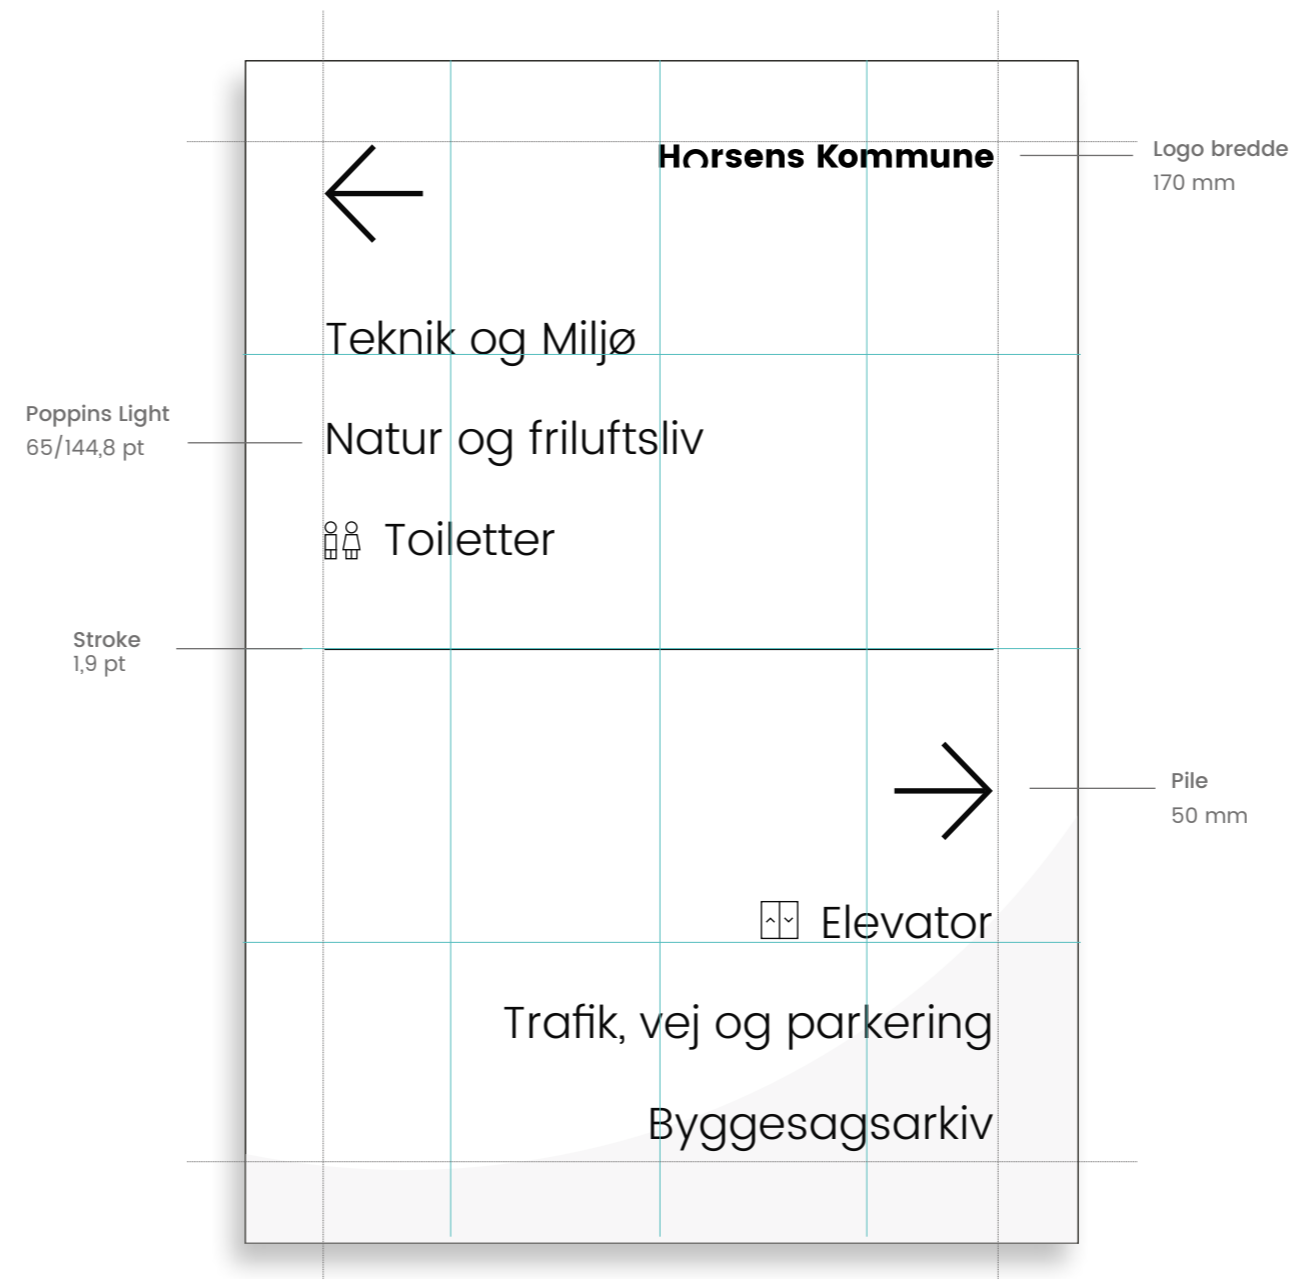 Horsens Kommune
Logo bredde
170 mm
Teknik og Miljø
Poppins Light
65/144,8 pt
Natur og friluftsliv
Toiletter
Stroke
1,9 pt
Pile
50 mm
Elevator
Trafik, vej og parkering
Byggesagsarkiv